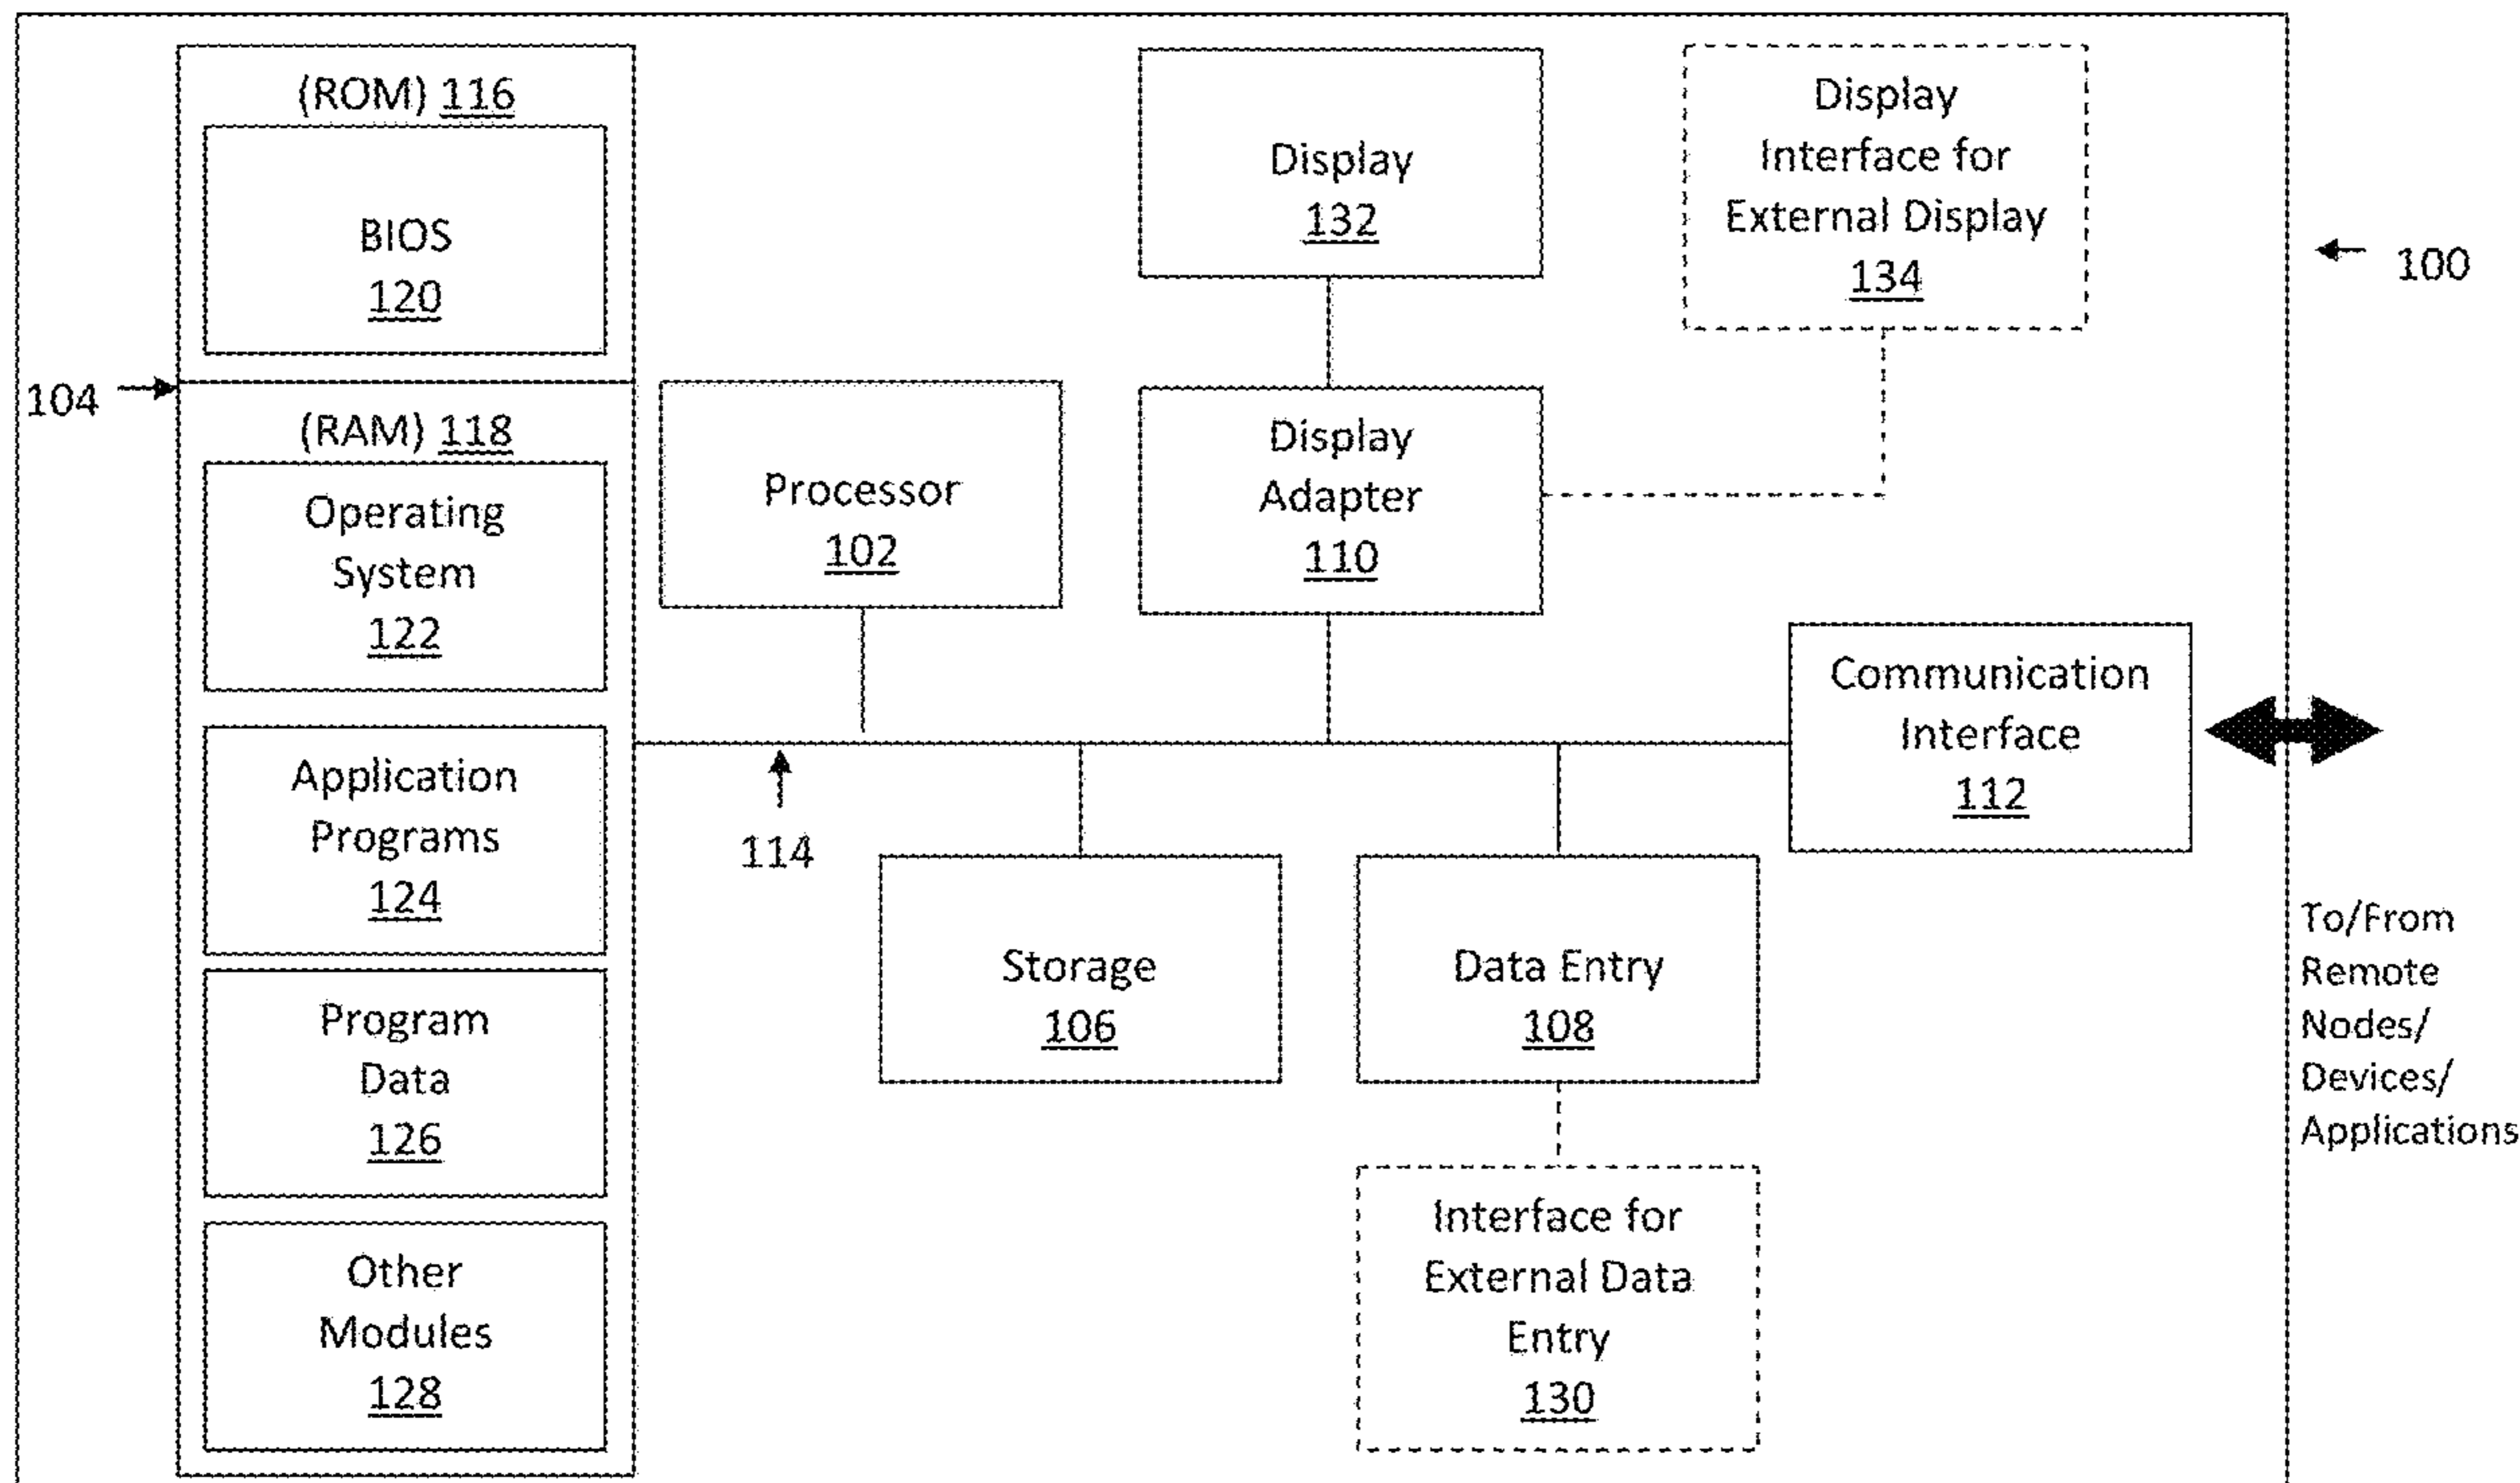 (ROM) 116
BIOS
120
104
(RAM) 118
Operating
System
122
Application
Programs
124
Program
Data
126
Other
Modules
128
Processor
102
114
Display
132
Display
Adapter
110
Display
Interface for
External Display
134
100
Communication
Interface
112
Storage
106
Data Entry
108
Interface for
External Data
Entry
130
To/From
Remote
Nodes/
Devices/
Applications